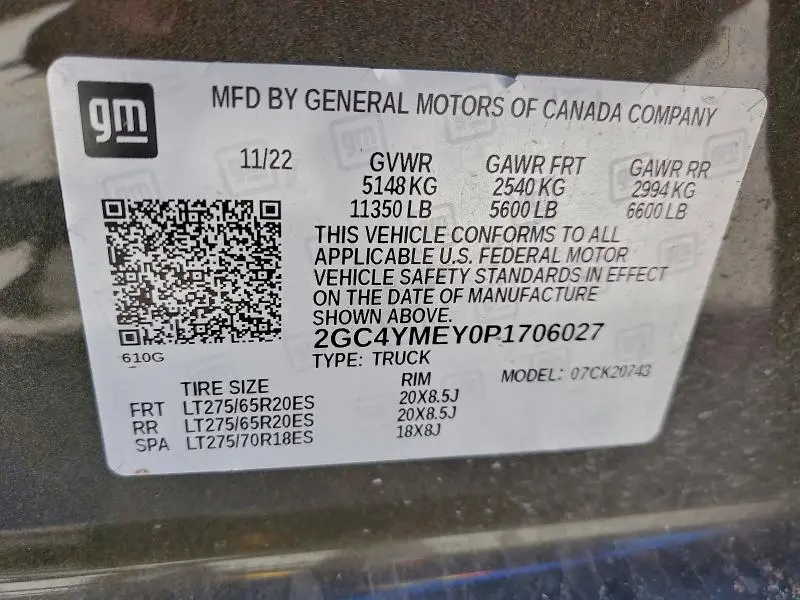 gm
MFD BY GENERAL MOTORS OF CANADA COMPANY
11/22 GVWR GAWR FRT GAWR RR
5148 KG 2540 KG 2994 KG
11350 LB 5600 LB 6600 LB
THIS VEHICLE CONFORMS TO ALL
APPLICABLE U.S. FEDERAL MOTOR
VEHICLE SAFETY STANDARDS IN EFFECT
ON THE DATE OF MANUFACTURE
SHOWN ABOVE.
2GC4YMEY0P1706027
610G
TYPE: TRUCK MODEL: 07CK20743
TIRE SIZE RIM
FRT LT275/65R20ES 20X8.5J
RR LT275/65R20ES 20X8.5J
SPA LT275/70R18ES 18X8J